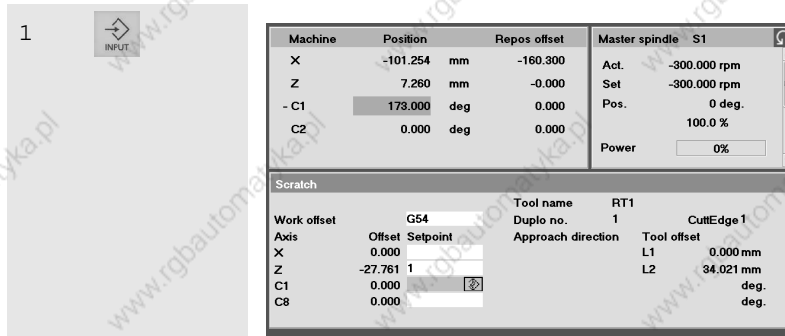 1 INPUT
Machine Position Repos offset
X -101.254 mm -160.300
Z 7.260 mm -0.000
- C1 173.000 deg 0.000
C2 0.000 deg 0.000
Master spindle S1
Act. -300.000 rpm
Set -300.000 rpm
Pos. 0 deg.
100.0 %
Power 0%
Scratch
Tool name RT1
Work offset G54 Duplo no. 1 CuttEdge 1
Axis Offset Setpoint Approach direction Tool offset
X 0.000 L1 0.000 mm
Z -27.761 1 L2 34.021 mm
C1 0.000 deg.
C8 0.000 deg.
www.rgbautomatyka.pl